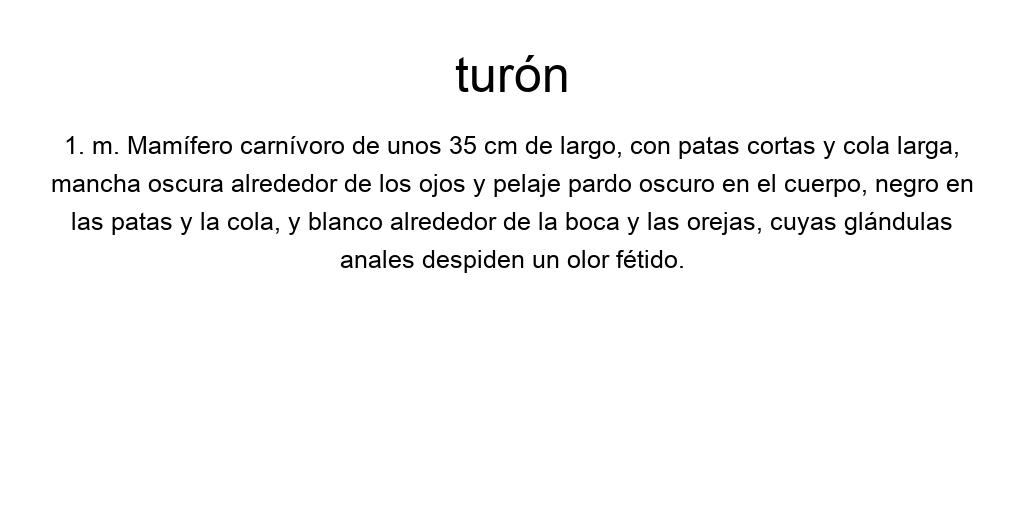 turón
1. m. Mamífero carnívoro de unos 35 cm de largo, con patas cortas y cola larga,
mancha oscura alrededor de los ojos y pelaje pardo oscuro en el cuerpo, negro en
las patas y la cola, y blanco alrededor de la boca y las orejas, cuyas glándulas
anales despiden un olor fétido.